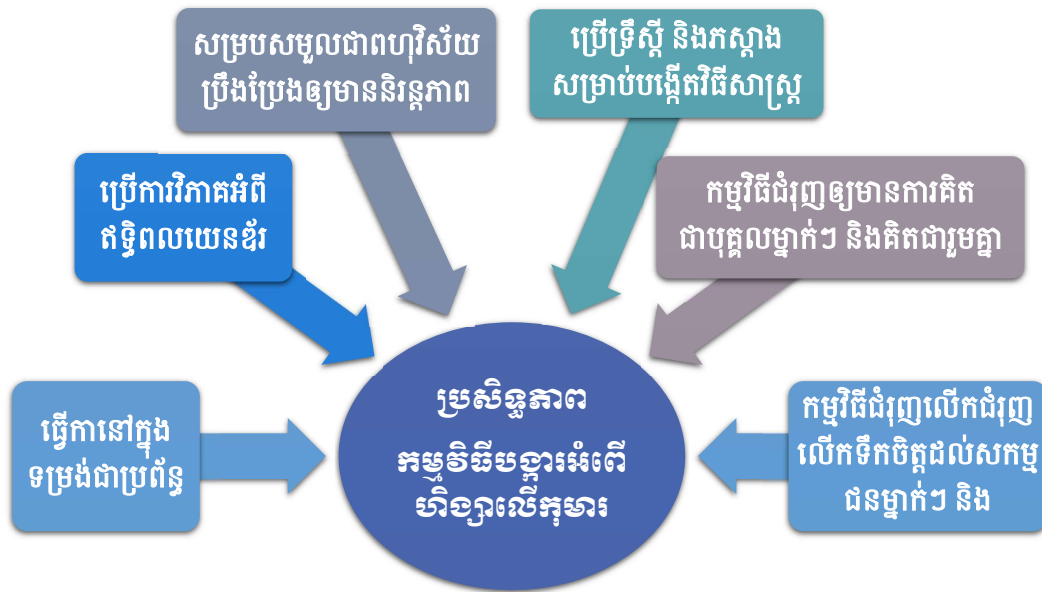 សម្របសមួលជាពហុវិស័យ
ប្រឹងប្រែងឲ្យមាននិរន្តភាព
ប្រើទ្រឹស្តី និងភស្តាង
សម្រាប់បង្កើតវិធីសាស្រ្ត
ប្រើការវិភាគអំពី
ឥទ្ធិពលយេនឌ័រ
កម្មវិធីជំរុញឲ្យមានការគិត
ជាបុគ្គលម្នាក់ៗ និងគិតជារួមគ្នា
ធ្វើកានៅក្នុង
ទម្រង់ជាប្រព័ន្ធ
ប្រសិទ្ធភាព
កម្មវិធីបង្ការអំពើ
ហិង្សាលើកុមារ
កម្មវិធីជំរុញលើកជំរុញ
លើកទឹកចិត្តដល់សកម្ម
ជនម្នាក់ៗ និង